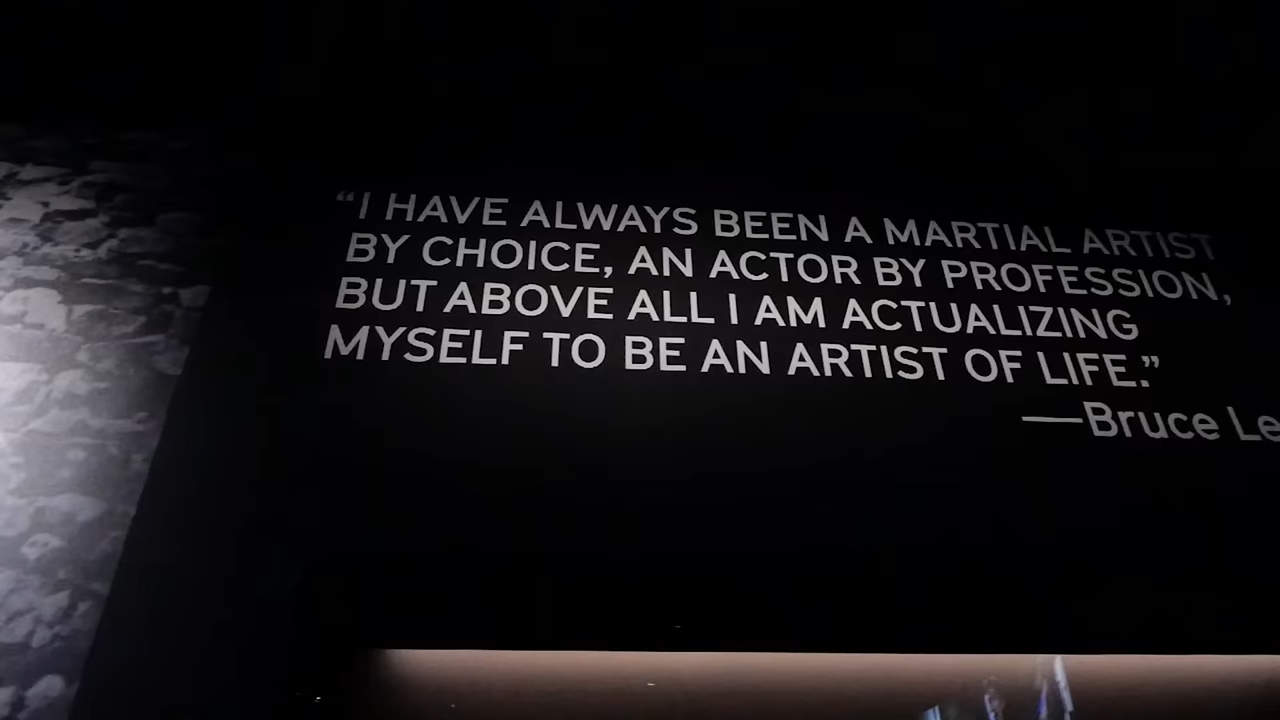 “I HAVE ALWAYS BEEN A MARTIAL ARTIST
BY CHOICE, AN ACTOR BY PROFESSION,
BUT ABOVE ALL I AM ACTUALIZING
MYSELF TO BE AN ARTIST OF LIFE.”
—Bruce Le